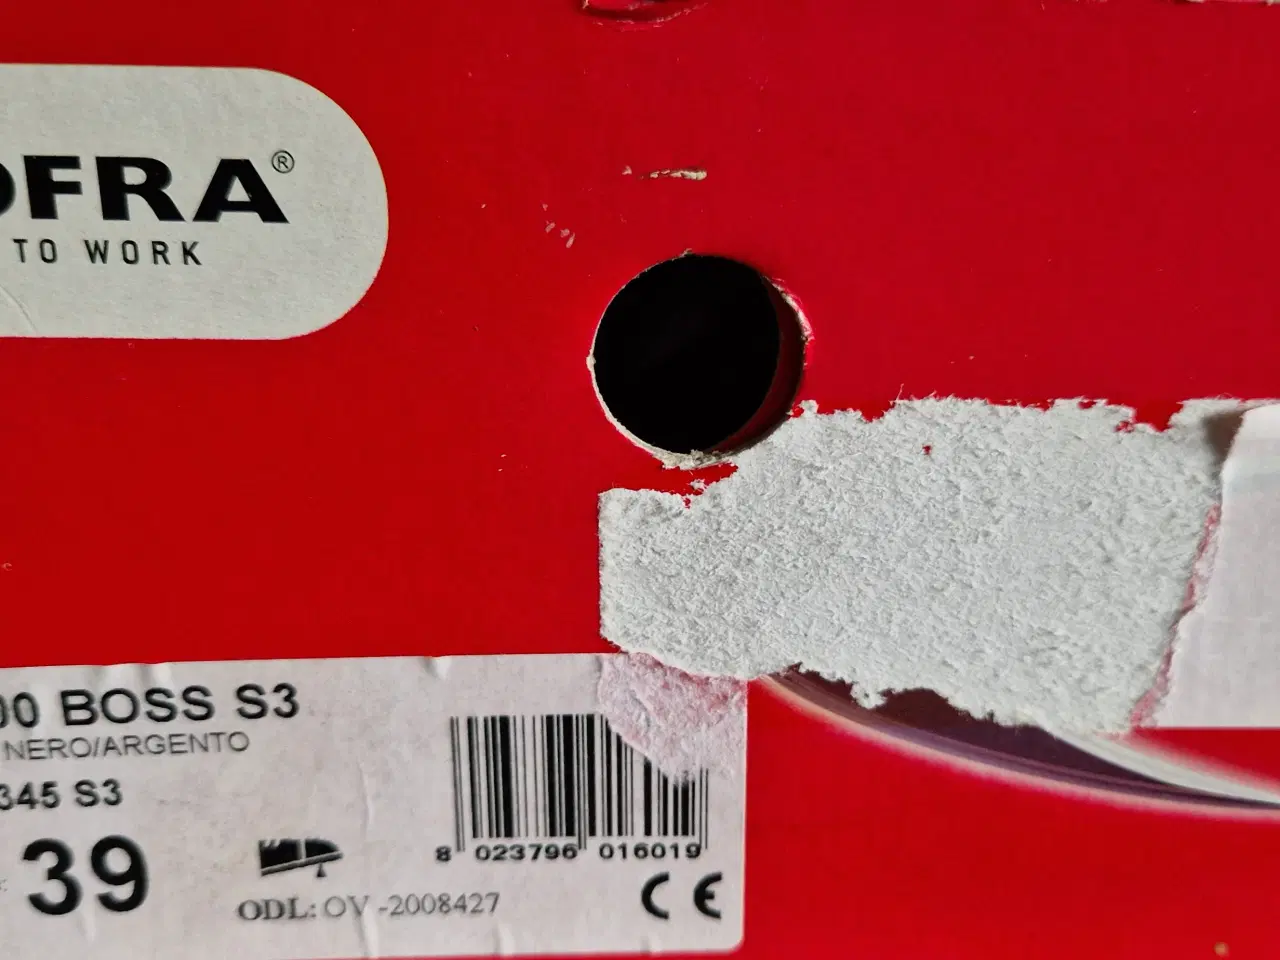 OFRA®
TO WORK
00 BOSS S3
NERO/ARGENTO
345 S3
39
8 023796 016019
ODL: OV -2008427
CE